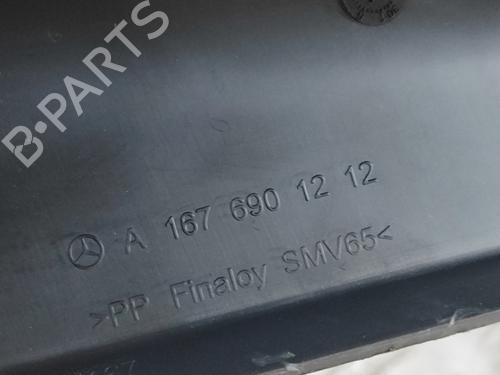 B-PARTS
A 167 690 12 12
>PP Finaloy SMV65<